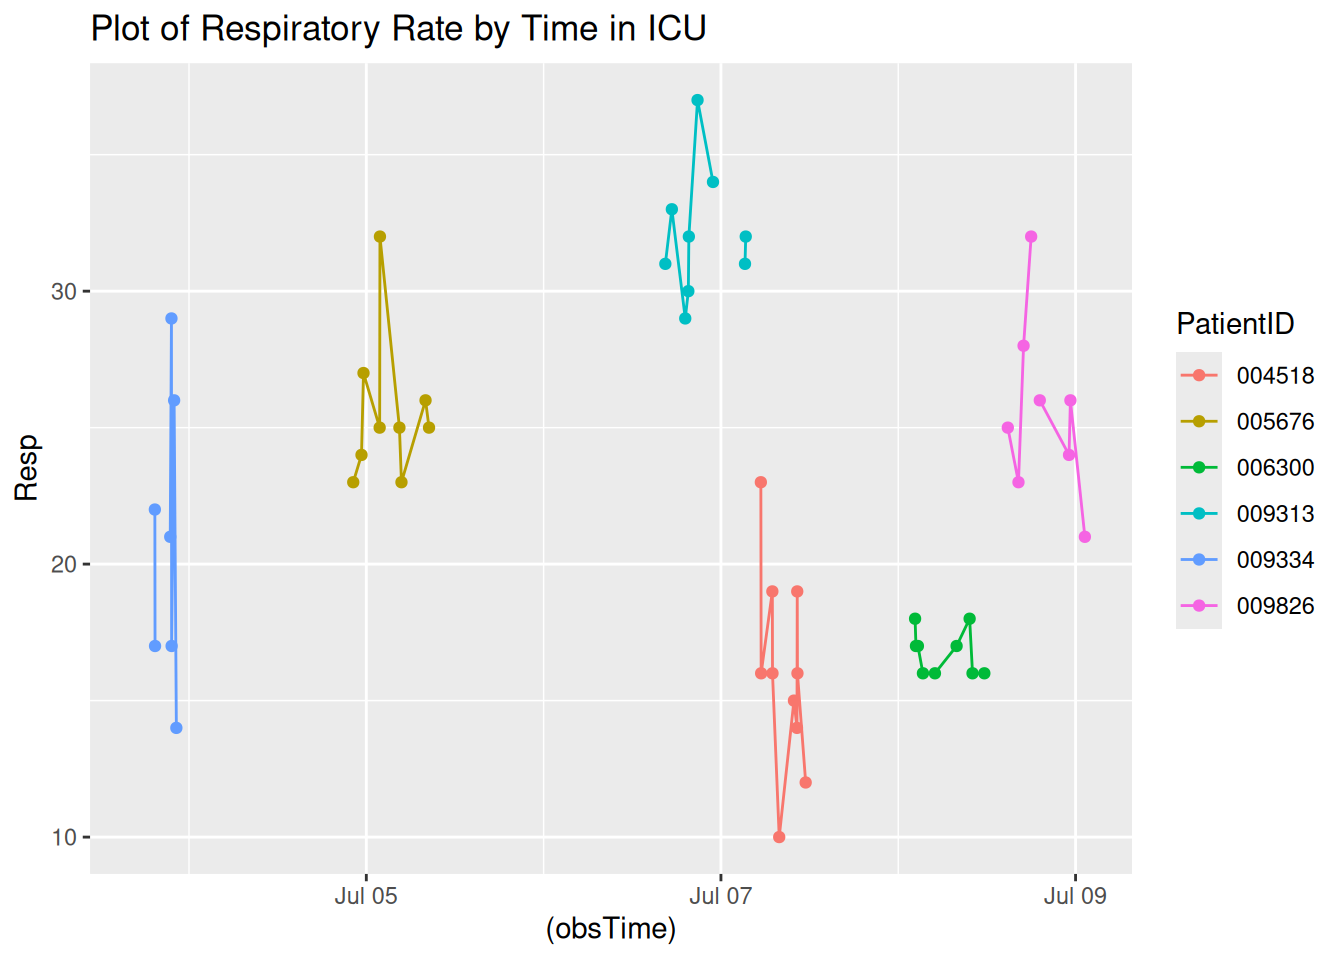 Plot of Respiratory Rate by Time in ICU
Resp
30
20
10
Jul 05
Jul 07
Jul 09
(obsTime)
PatientID
004518
005676
006300
009313
009334
009826